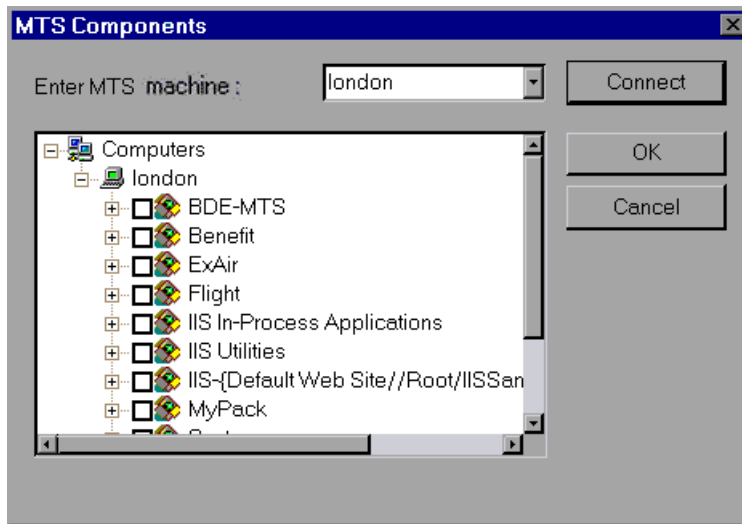 MTS Components
Enter MTS machine: london Connect
Computers OK
london
BDE-MTS Cancel
Benefit
ExAir
Flight
IIS In-Process Applications
IIS Utilities
IIS-{Default Web Site//Root/IISSan
MyPack